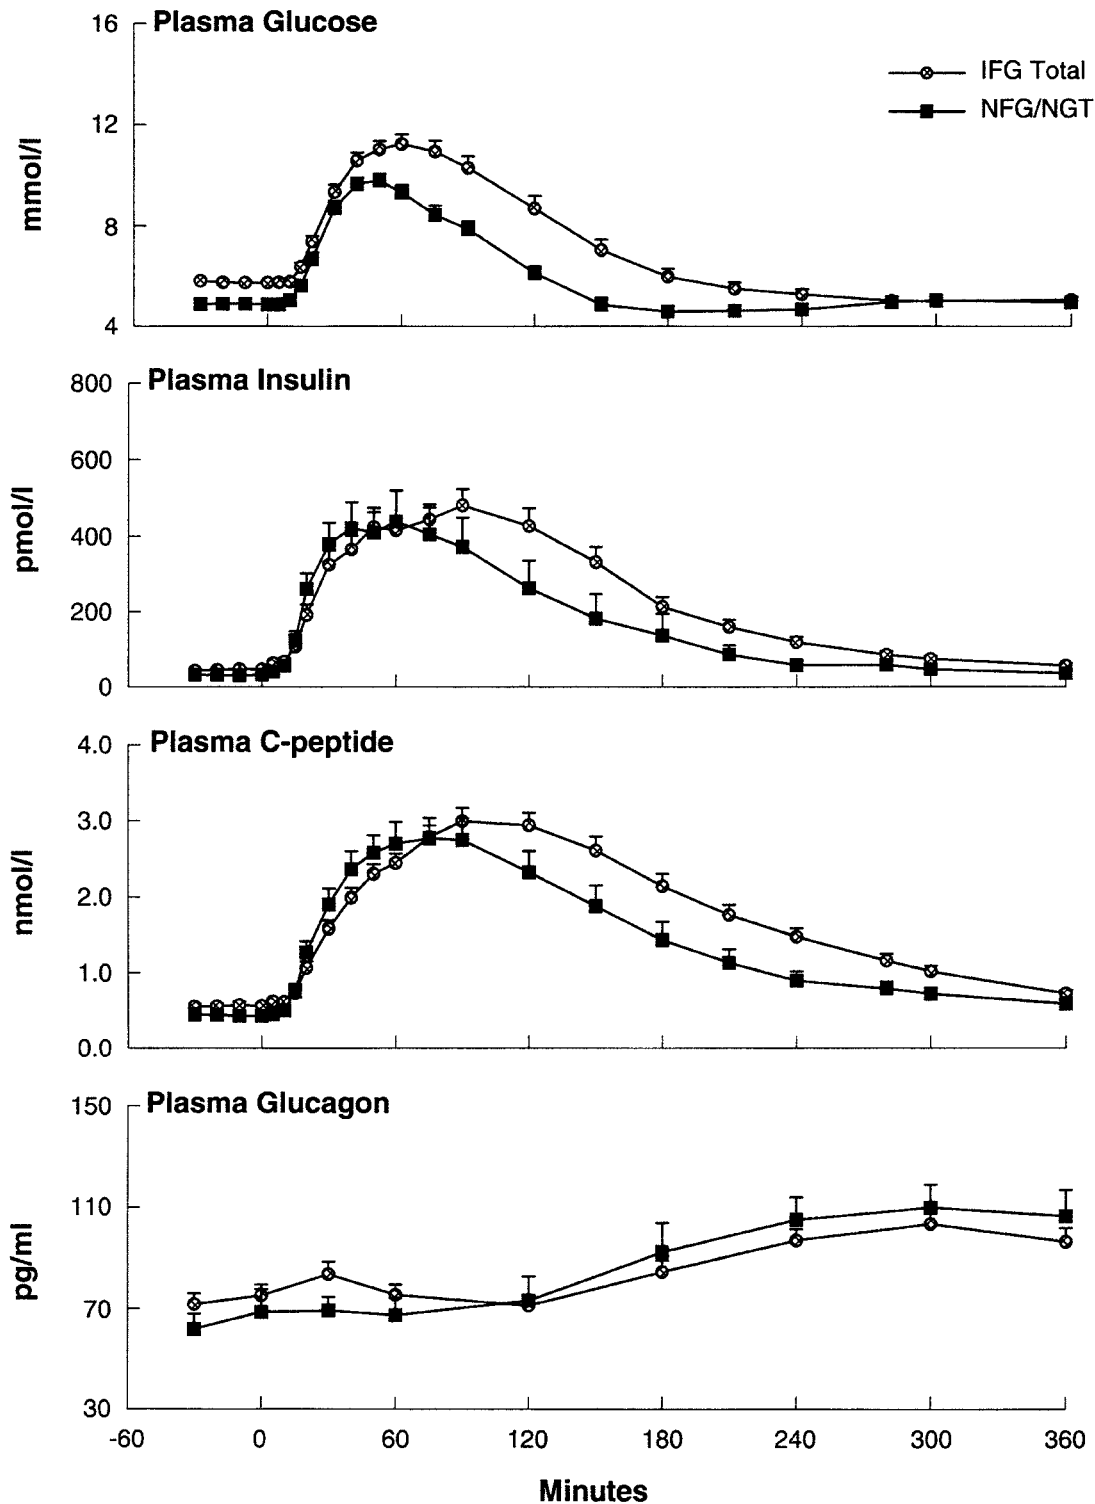 Plasma Glucose
16
12
8
4
mmol/l
IFG Total
NFG/NGT
Plasma Insulin
800
600
400
200
0
pmol/l
Plasma C-peptide
4.0
3.0
2.0
1.0
0.0
nmol/l
Plasma Glucagon
150
110
70
30
pg/ml
-60 0 60 120 180 240 300 360
Minutes